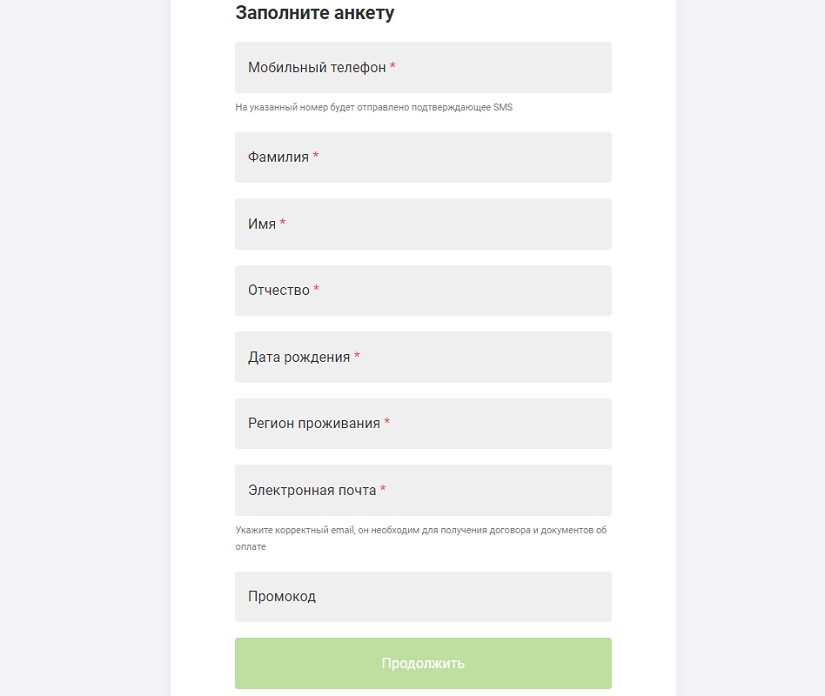 Заполните анкету
Мобильный телефон *
На указанный номер будет отправлено подтверждающее SMS
Фамилия *
Имя *
Отчество *
Дата рождения *
Регион проживания *
Электронная почта *
Укажите корректный email, он необходим для получения договора и документов об
оплате
Промокод
Продолжить